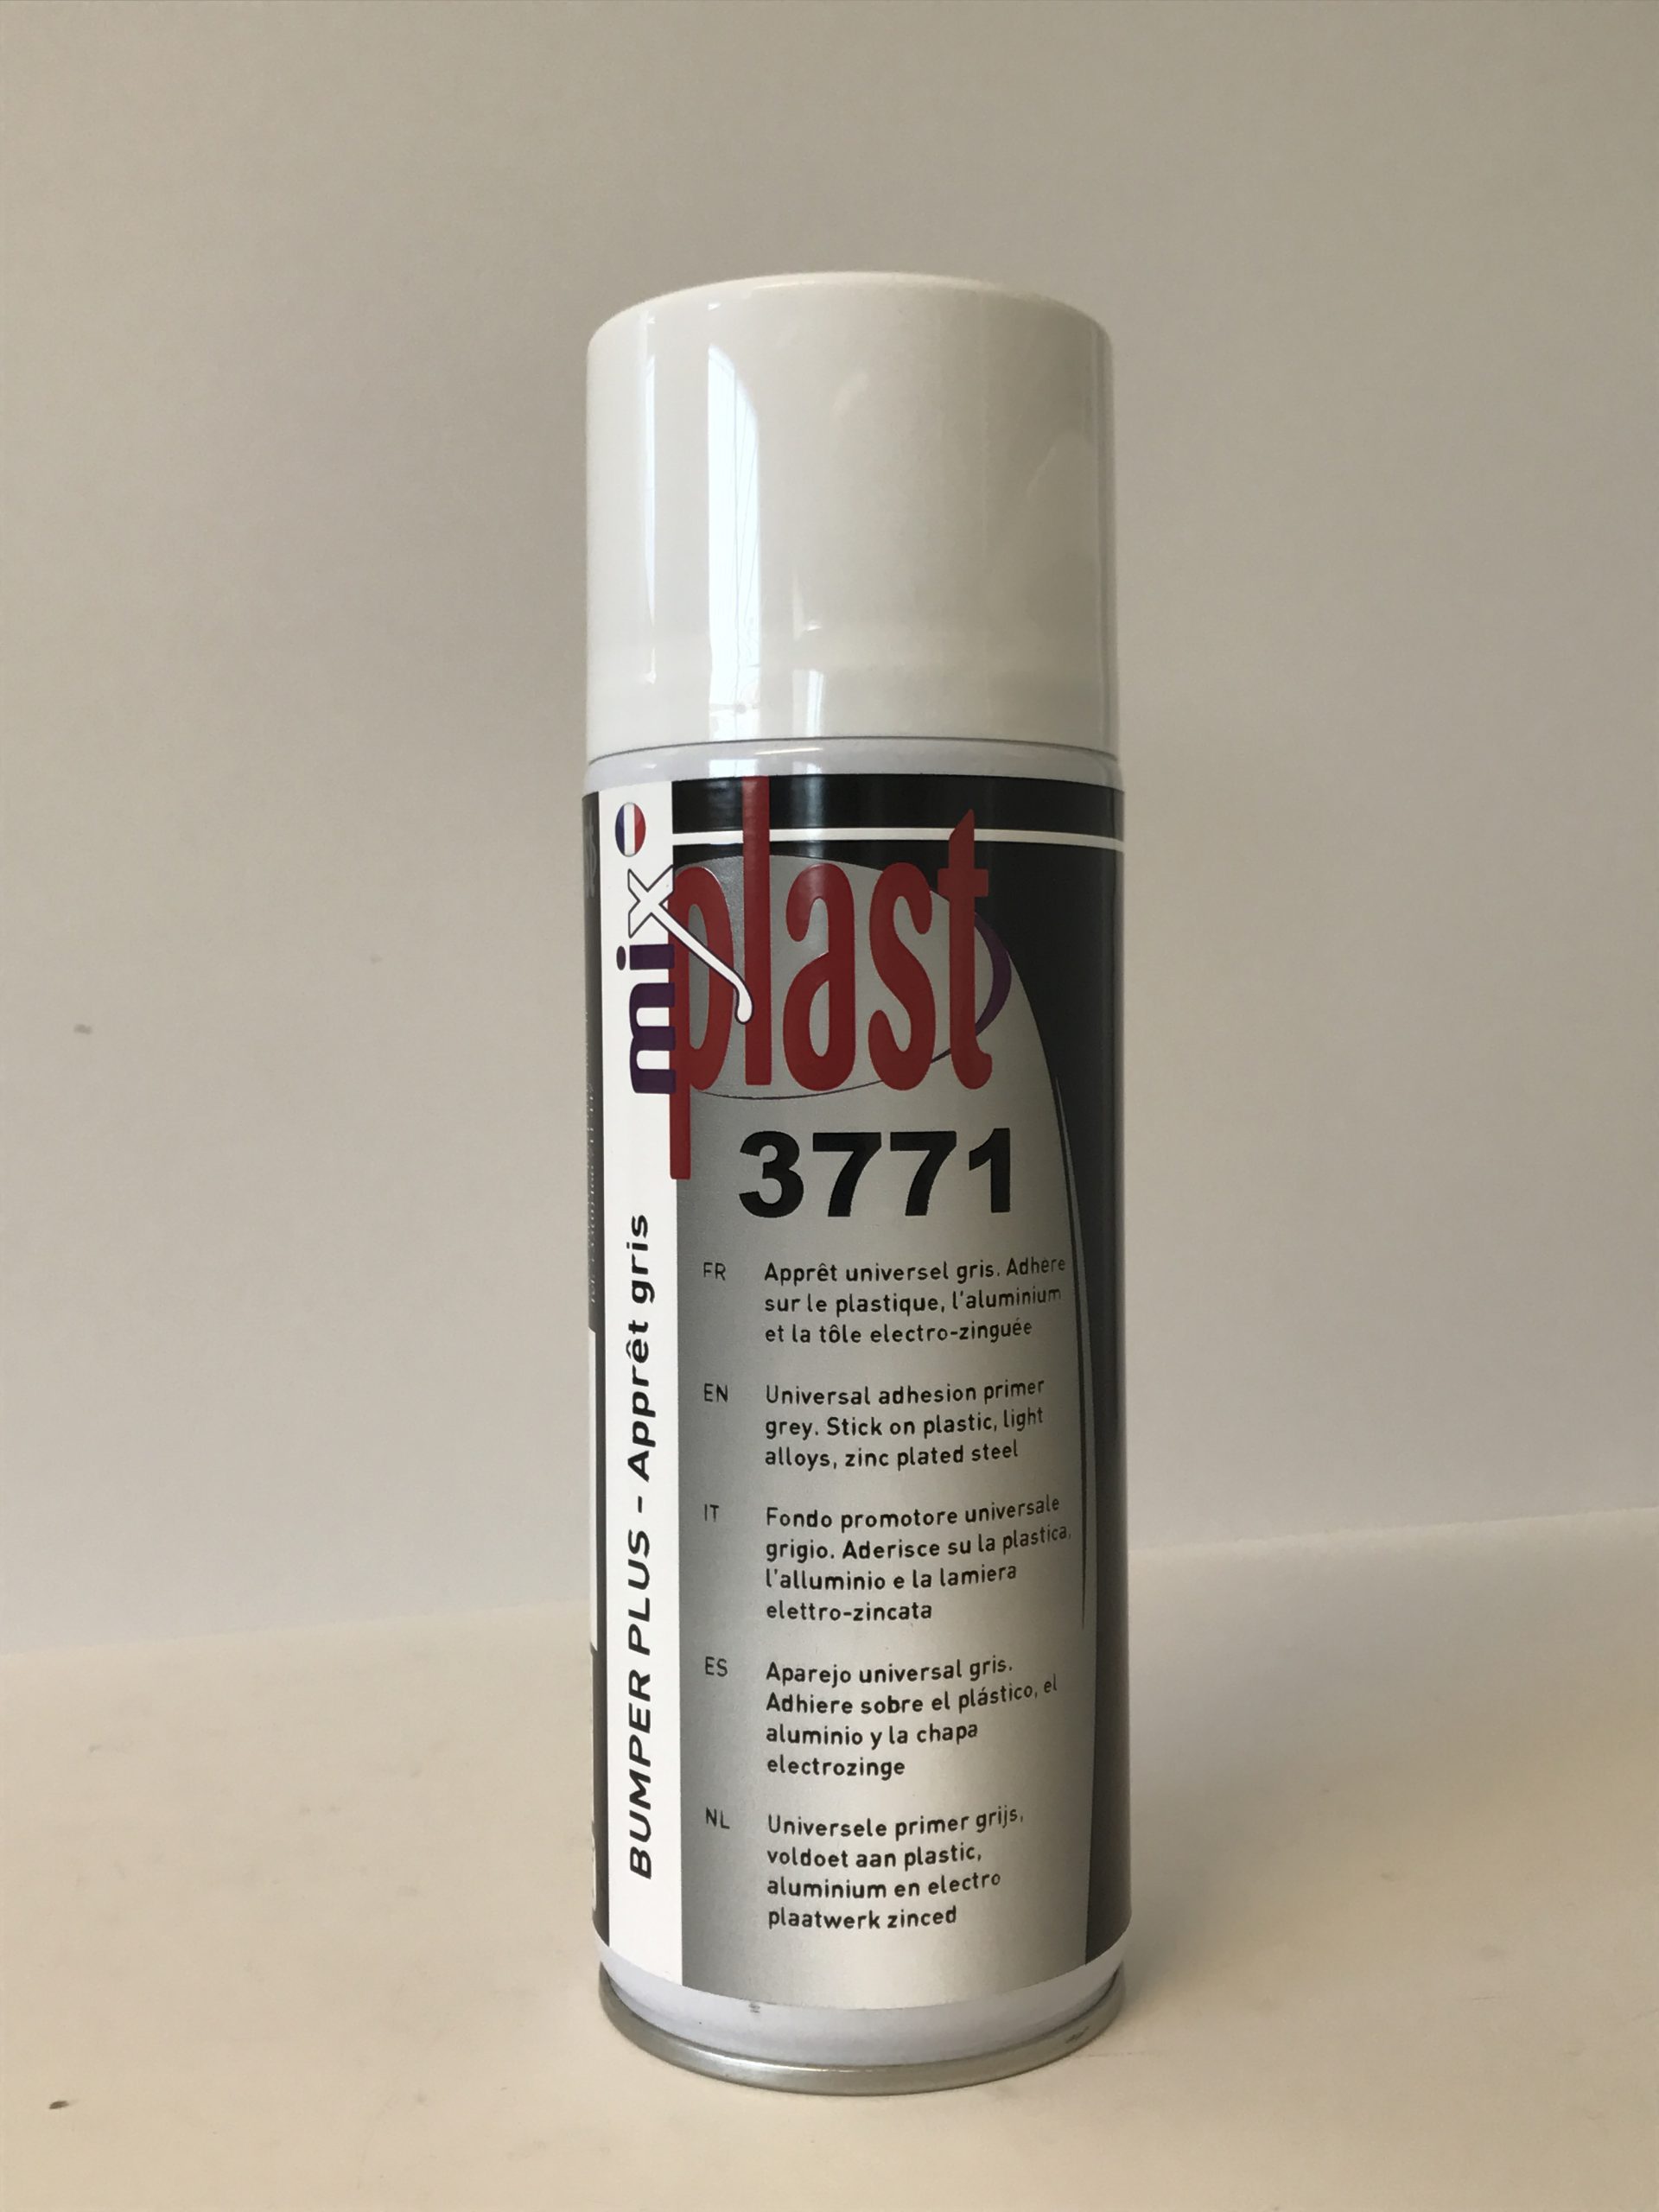 mix
plast
3771
BUMPER PLUS - Apprêt gris
FR
Apprêt universel gris. Adhère
sur le plastique, l'aluminium
et la tôle electro-zinguée
EN
Universal adhesion primer
grey. Stick on plastic, light
alloys, zinc plated steel
IT
Fondo promotore universale
grigio. Aderisce su la plastica,
l'alluminio e la lamiera
elettro-zincata
ES
Aparejo universal gris.
Adhiere sobre el plástico, el
aluminio y la chapa
electrozinge
NL
Universele primer grijs,
voldoet aan plastic,
aluminium en electro
plaatwerk zinced